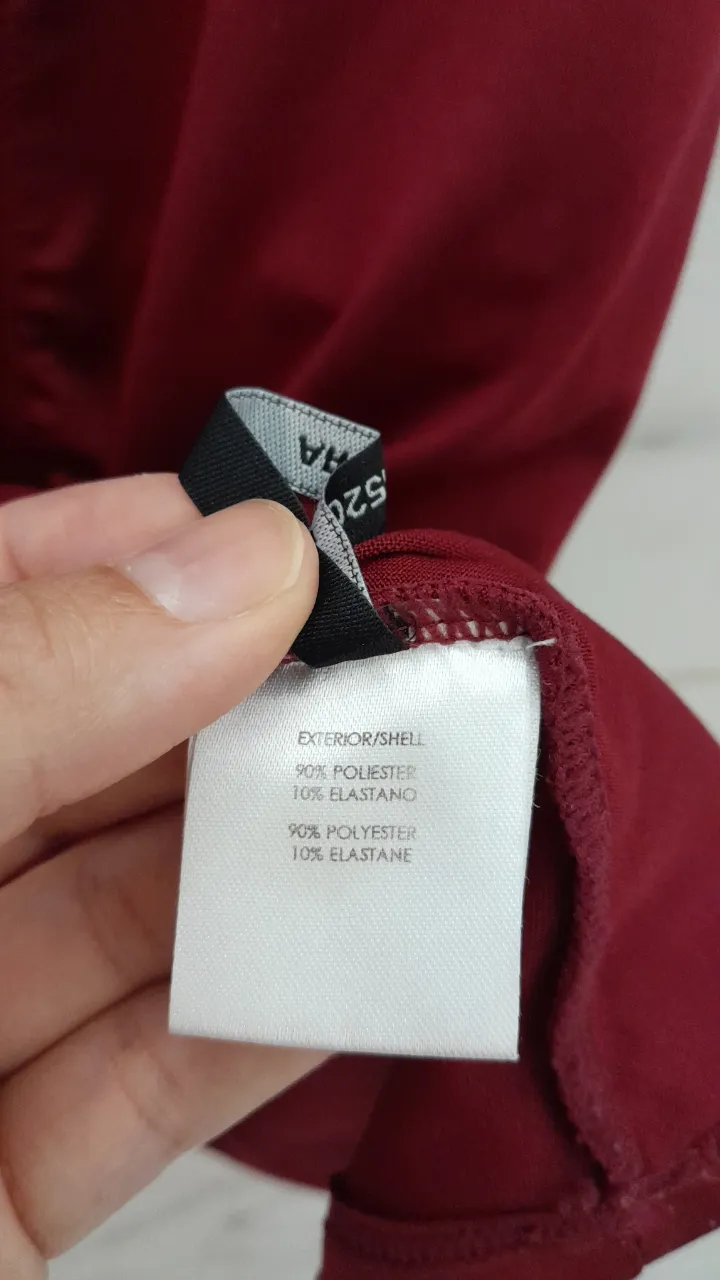 EXTERIOR/SHELL
90% POLIESTER
10% ELASTANO
90% POLYESTER
10% ELASTANE